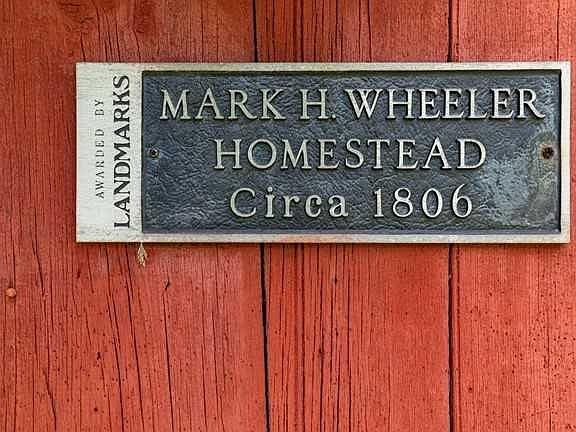 AWARDED BY
LANDMARKS
MARK H. WHEELER
HOMESTEAD
Circa 1806